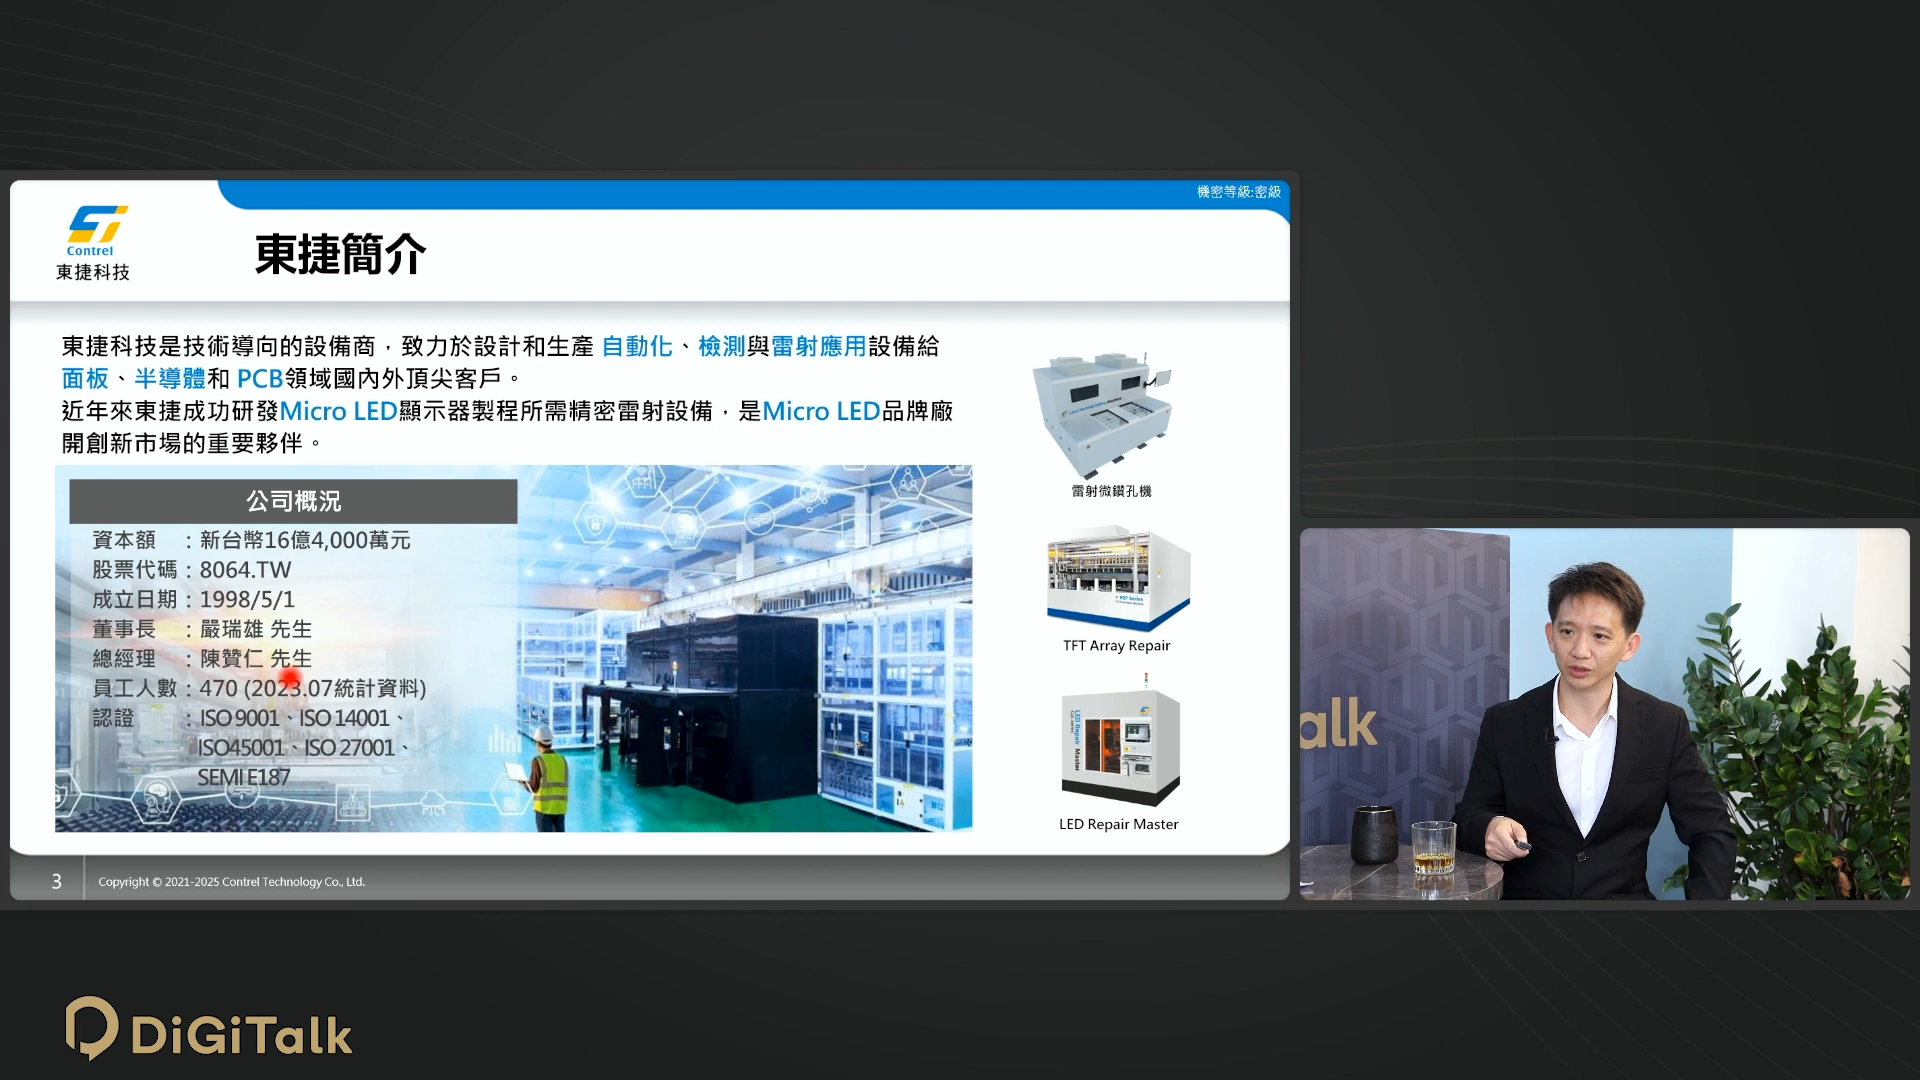 機密等級:密級
Contrel
東捷科技
東捷簡介
東捷科技是技術導向的設備商，致力於設計和生產 自動化、檢測與雷射應用設備給
面板、半導體和 PCB領域國內外頂尖客戶。
近年來東捷成功研發Micro LED顯示器製程所需精密雷射設備，是Micro LED品牌廠
開創新市場的重要夥伴。
公司概況
資本額 ：新台幣16億4,000萬元
股票代碼：8064.TW
成立日期：1998/5/1
董事長 ：嚴瑞雄 先生
總經理 ：陳贊仁 先生
員工人數：470 (2023.07統計資料)
認證 ：ISO 9001、ISO 14001、
ISO45001、ISO 27001、
SEMI E187
雷射微鑽孔機
TFT Array Repair
LED Repair Master
LED Repair Master
3
Copyright © 2021-2025 Contrel Technology Co., Ltd.
alk
DiGiTalk